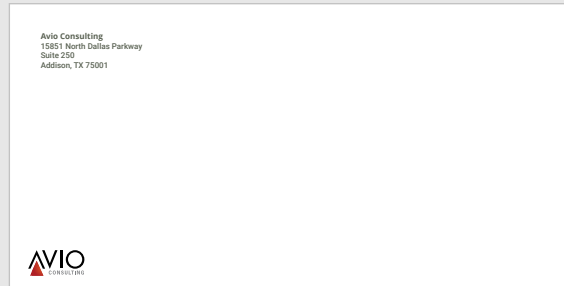 Avio Consulting
15851 North Dallas Parkway
Suite 250
Addison, TX 75001
AVIO
CONSULTING